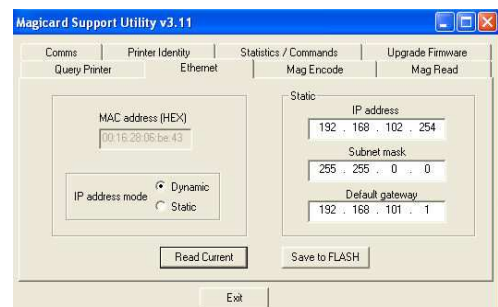 Magicard Support Utility v3.11
Comms Printer Identity Statistics / Commands Upgrade Firmware
Query Printer Ethernet Mag Encode Mag Read
MAC address (HEX)
00:16:28:06:be:43
IP address mode
Dynamic
Static
Static
IP address
192 . 168 . 102 . 254
Subnet mask
255 . 255 . 0 . 0
Default gateway
192 . 168 . 101 . 1
Read Current
Save to FLASH
Exit